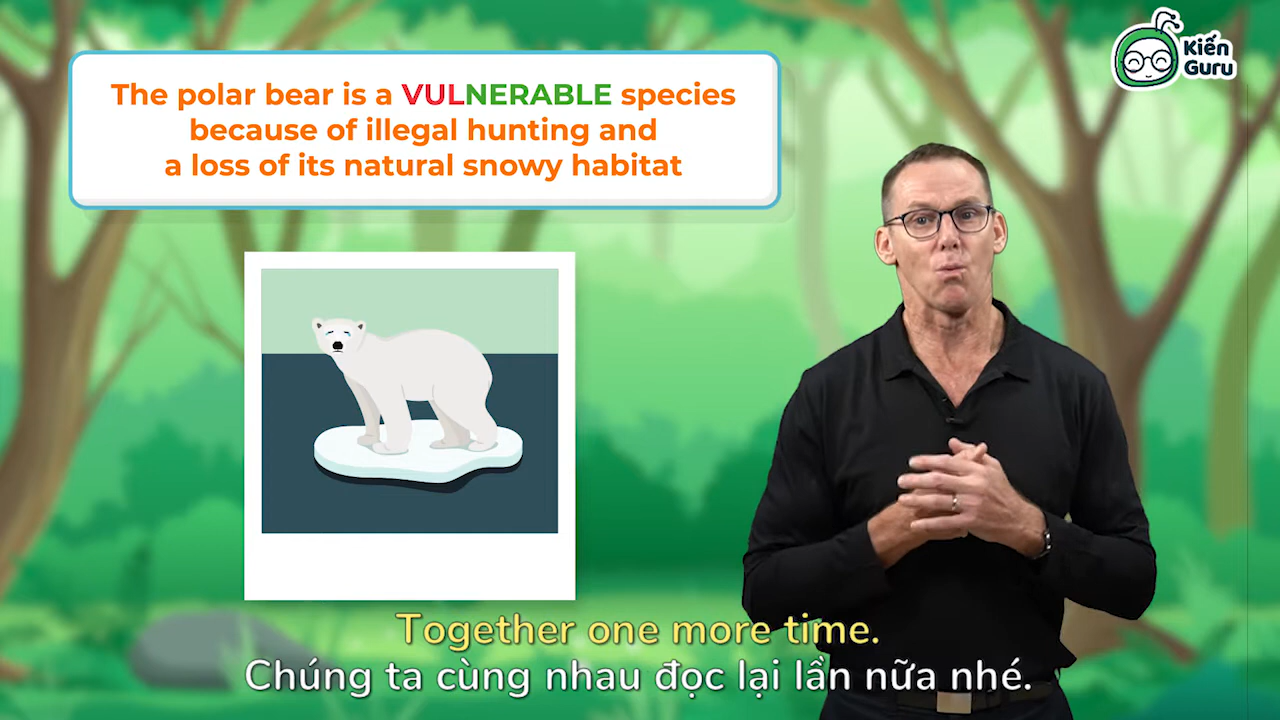 The polar bear is a VULNERABLE species
because of illegal hunting and
a loss of its natural snowy habitat
Kiến
Guru
Together one more time.
Chúng ta cùng nhau đọc lại lần nữa nhé.